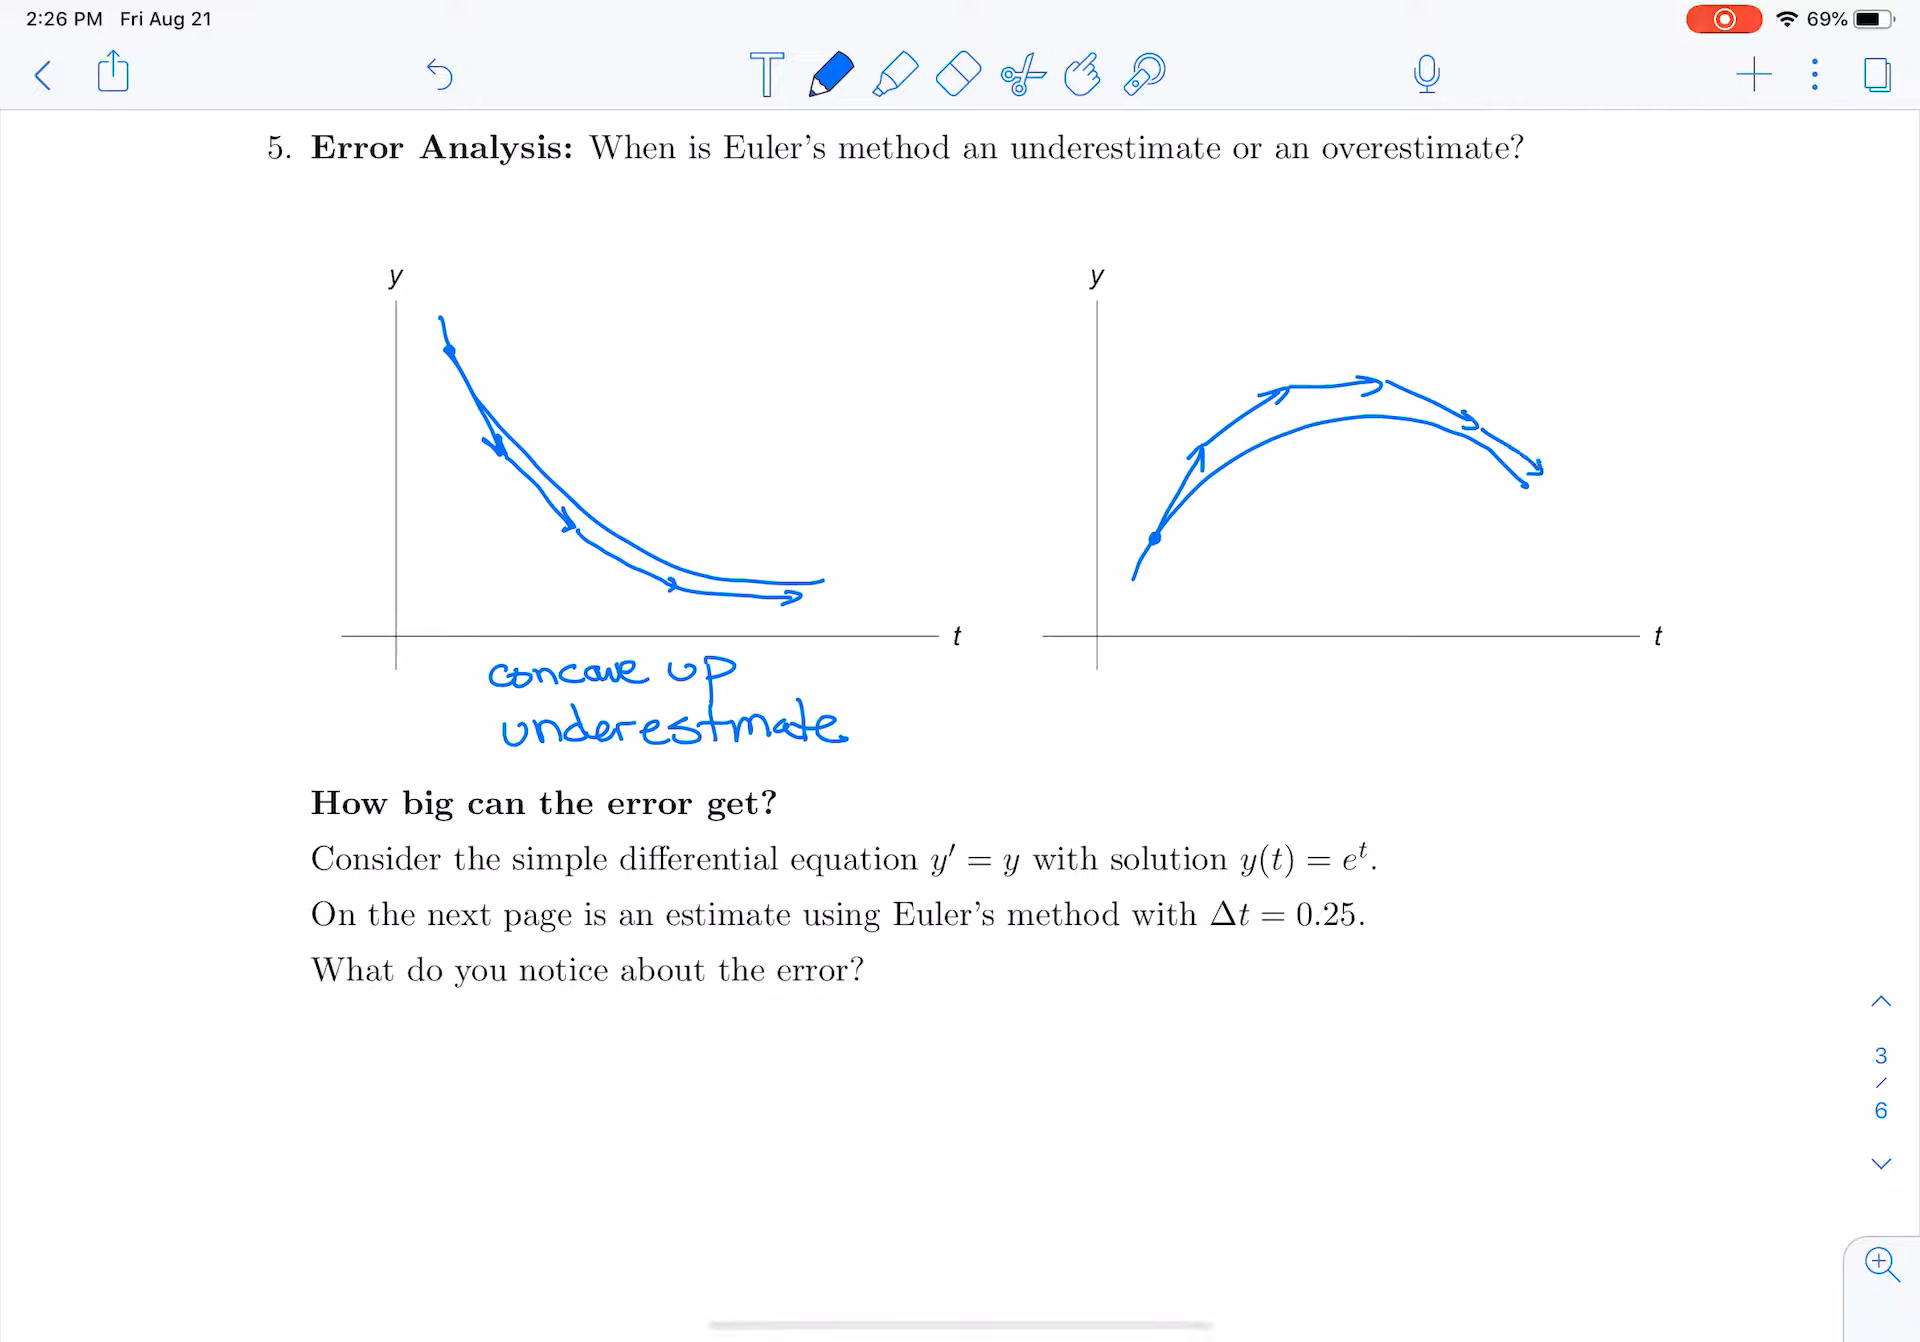 2:26 PM Fri Aug 21
69%
T
5. Error Analysis: When is Euler's method an underestimate or an overestimate?
y
y
t
t
concave up
underestmate
How big can the error get?
Consider the simple differential equation y′ = y with solution y(t) = eᵗ.
On the next page is an estimate using Euler's method with Δt = 0.25.
What do you notice about the error?
3
/
6